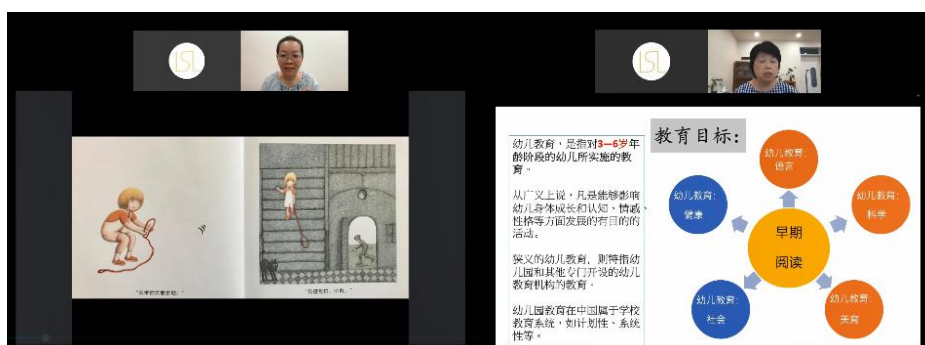 LSL
LSL
幼儿教育，是指对3—6岁年
龄阶段的幼儿所实施的教
育。
从广义上说，凡是能够影响
幼儿身体成长和认知、情感、
性格等方面发展的有目的的
活动。
狭义的幼儿教育，则特指幼
儿园和其他专门开设的幼儿
教育机构的教育。
幼儿园教育在中国属于学校
教育系统，如计划性、系统
性等。
教育目标：
幼儿教育：
语言
幼儿教育：
健康
幼儿教育：
科学
早期
阅读
幼儿教育：
社会
幼儿教育：
美育